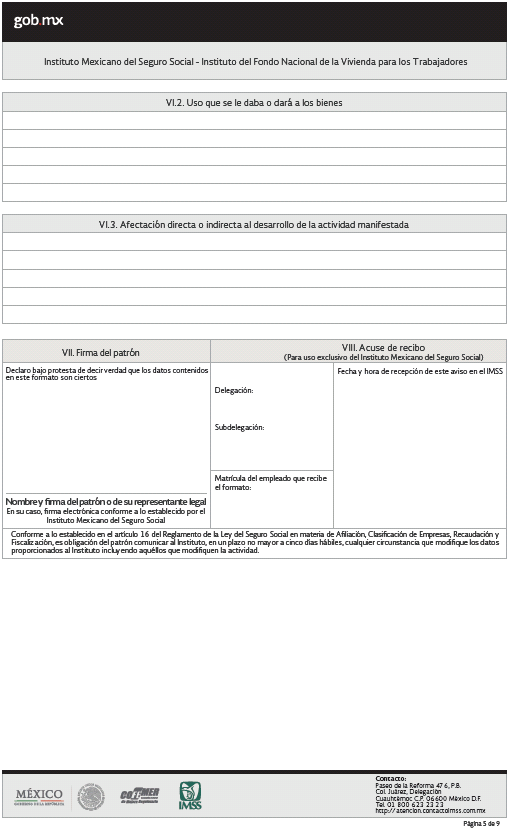 gob.mx
Instituto Mexicano del Seguro Social - Instituto del Fondo Nacional de la Vivienda para los Trabajadores
VI.2. Uso que se le daba o dará a los bienes
VI.3. Afectación directa o indirecta al desarrollo de la actividad manifestada
VII. Firma del patrón
VIII. Acuse de recibo
(Para uso exclusivo del Instituto Mexicano del Seguro Social)
Declaro bajo protesta de decir verdad que los datos contenidos
en este formato son ciertos
Fecha y hora de recepción de este aviso en el IMSS
Delegación:
Subdelegación:
Matrícula del empleado que recibe
el formato:
Nombre y firma del patrón o de su representante legal
En su caso, firma electrónica conforme a lo establecido por el
Instituto Mexicano del Seguro Social
Conforme a lo establecido en el artículo 16 del Reglamento de la Ley del Seguro Social en materia de Afiliación, Clasificación de Empresas, Recaudación y
Fiscalización, es obligación del patrón comunicar al Instituto, en un plazo no mayor a cinco días hábiles, cualquier circunstancia que modifique los datos
proporcionados al Instituto incluyendo aquéllos que modifiquen la actividad.
MÉXICO
GOBIERNO DE LA REPÚBLICA
COFEMER
IMSS
Contacto:
Paseo de la Reforma 476, P.B.
Col. Juárez, Delegación
Cuauhtémoc C.P. 06600 México D.F.
Tel. 01 800 623 23 23
http://atencion.contactoimss.com.mx
Página 5 de 9